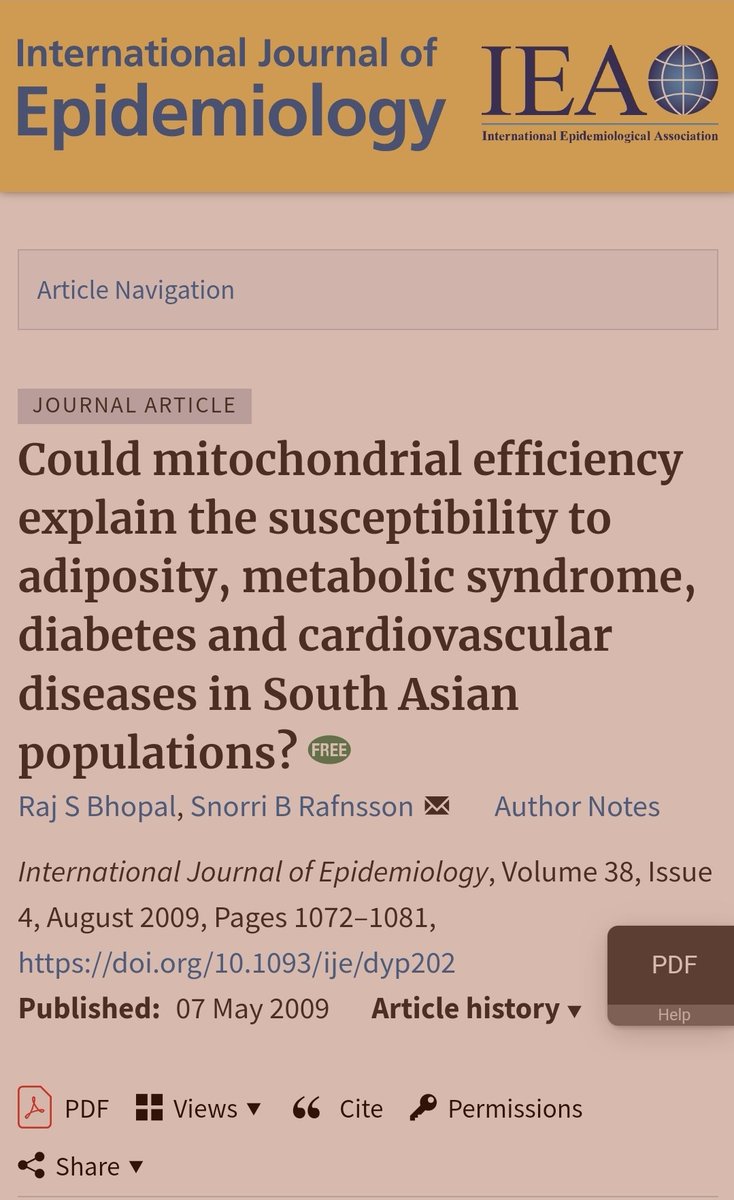 International Journal of
Epidemiology
IEA
International Epidemiological Association
Article Navigation
JOURNAL ARTICLE
Could mitochondrial efficiency
explain the susceptibility to
adiposity, metabolic syndrome,
diabetes and cardiovascular
diseases in South Asian
populations? FREE
Raj S Bhopal, Snorri B Rafnsson Author Notes
International Journal of Epidemiology, Volume 38, Issue
4, August 2009, Pages 1072–1081,
https://doi.org/10.1093/ije/dyp202
Published: 07 May 2009 Article history ▼
PDF
Help
PDF Views ▼ Cite Permissions
Share ▼